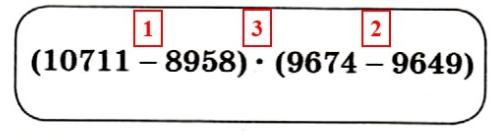 1 3 2
(10711 – 8958) · (9674 – 9649)